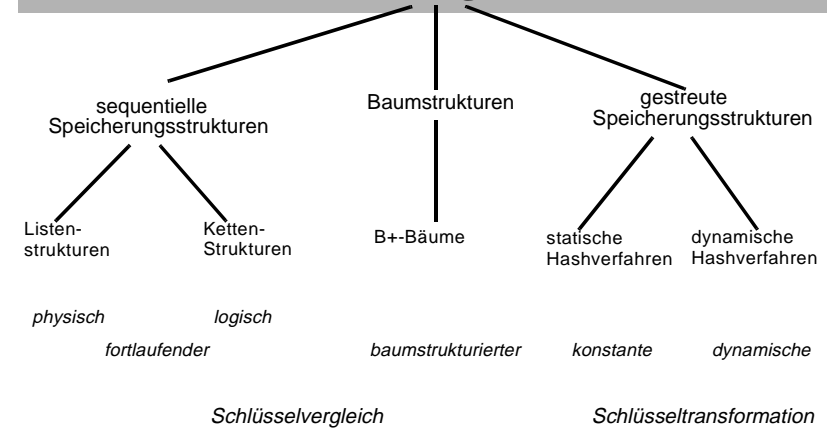 sequentielle
Speicherungsstrukturen
Baumstrukturen
gestreute
Speicherungsstrukturen
Listen-
strukturen
Ketten-
Strukturen
B+-Bäume
statische
Hashverfahren
dynamische
Hashverfahren
physisch
logisch
fortlaufender
baumstrukturierter
konstante
dynamische
Schlüsselvergleich
Schlüsseltransformation